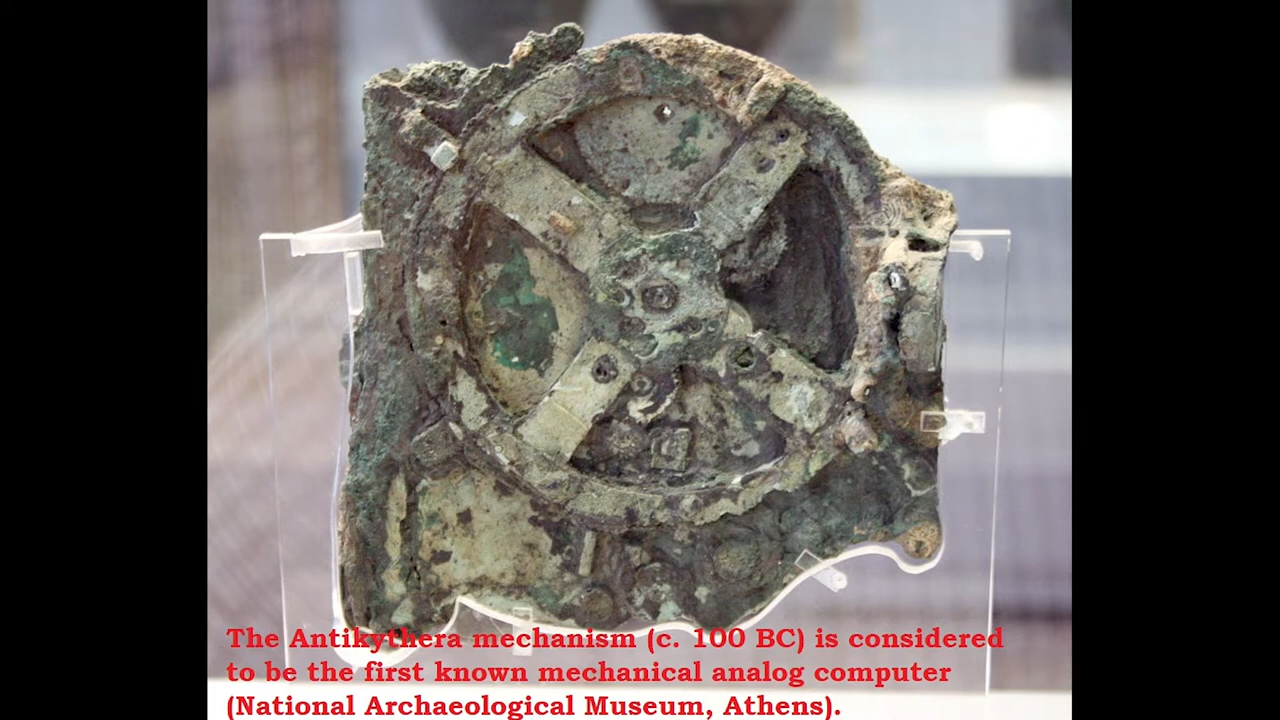 The Antikythera mechanism (c. 100 BC) is considered
to be the first known mechanical analog computer
(National Archaeological Museum, Athens).